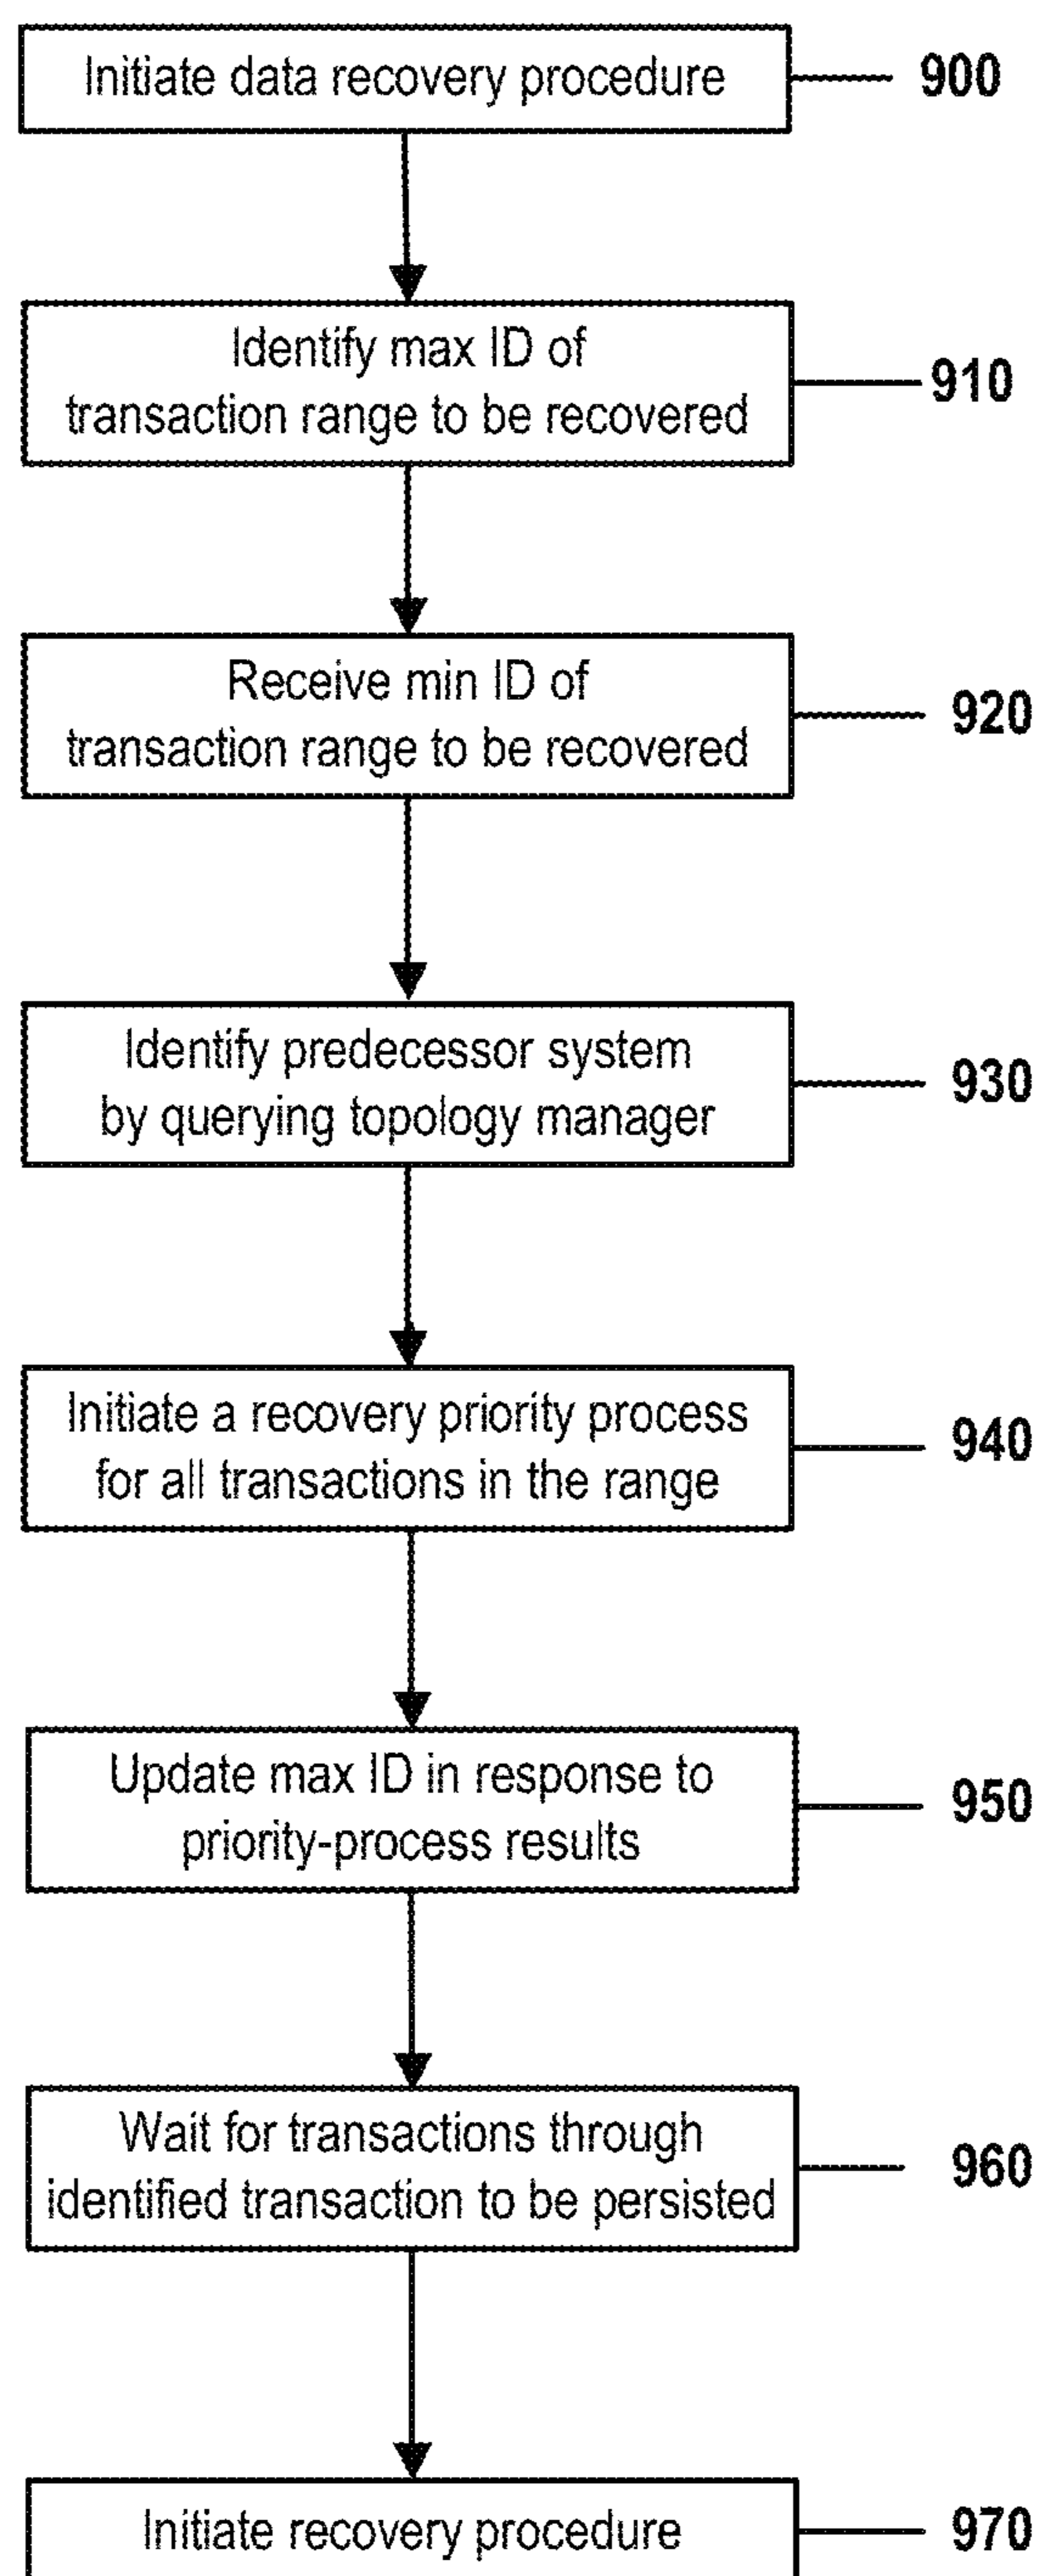 Initiate data recovery procedure
900
Identify max ID of
transaction range to be recovered
910
Receive min ID of
transaction range to be recovered
920
Identify predecessor system
by querying topology manager
930
Initiate a recovery priority process
for all transactions in the range
940
Update max ID in response to
priority-process results
950
Wait for transactions through
identified transaction to be persisted
960
Initiate recovery procedure
970